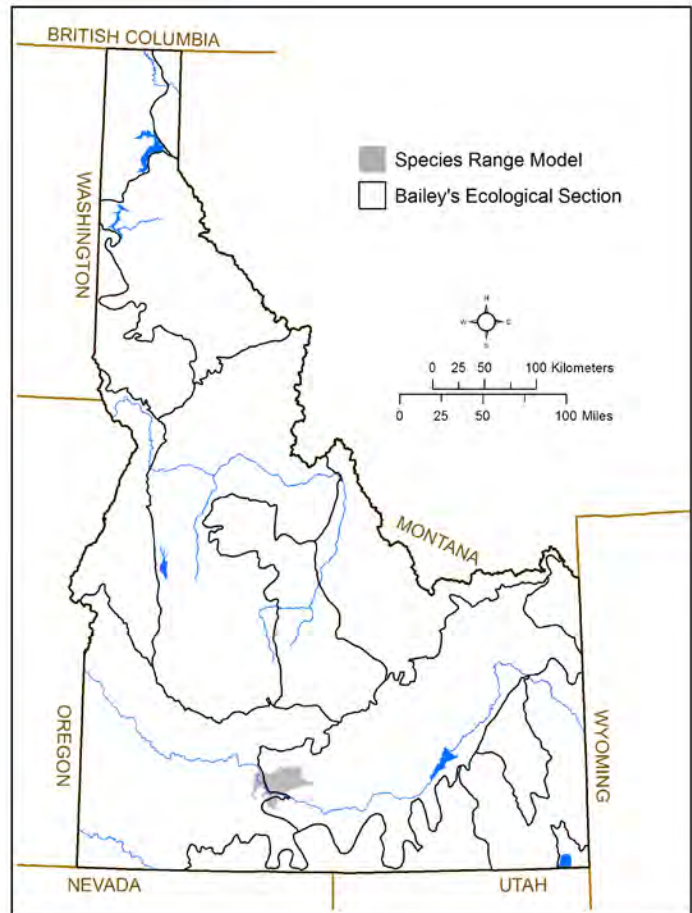 BRITISH COLUMBIA
Species Range Model
Bailey's Ecological Section
WASHINGTON
N
W E
S
0 25 50 100 Kilometers
0 25 50 100 Miles
MONTANA
OREGON
WYOMING
NEVADA
UTAH